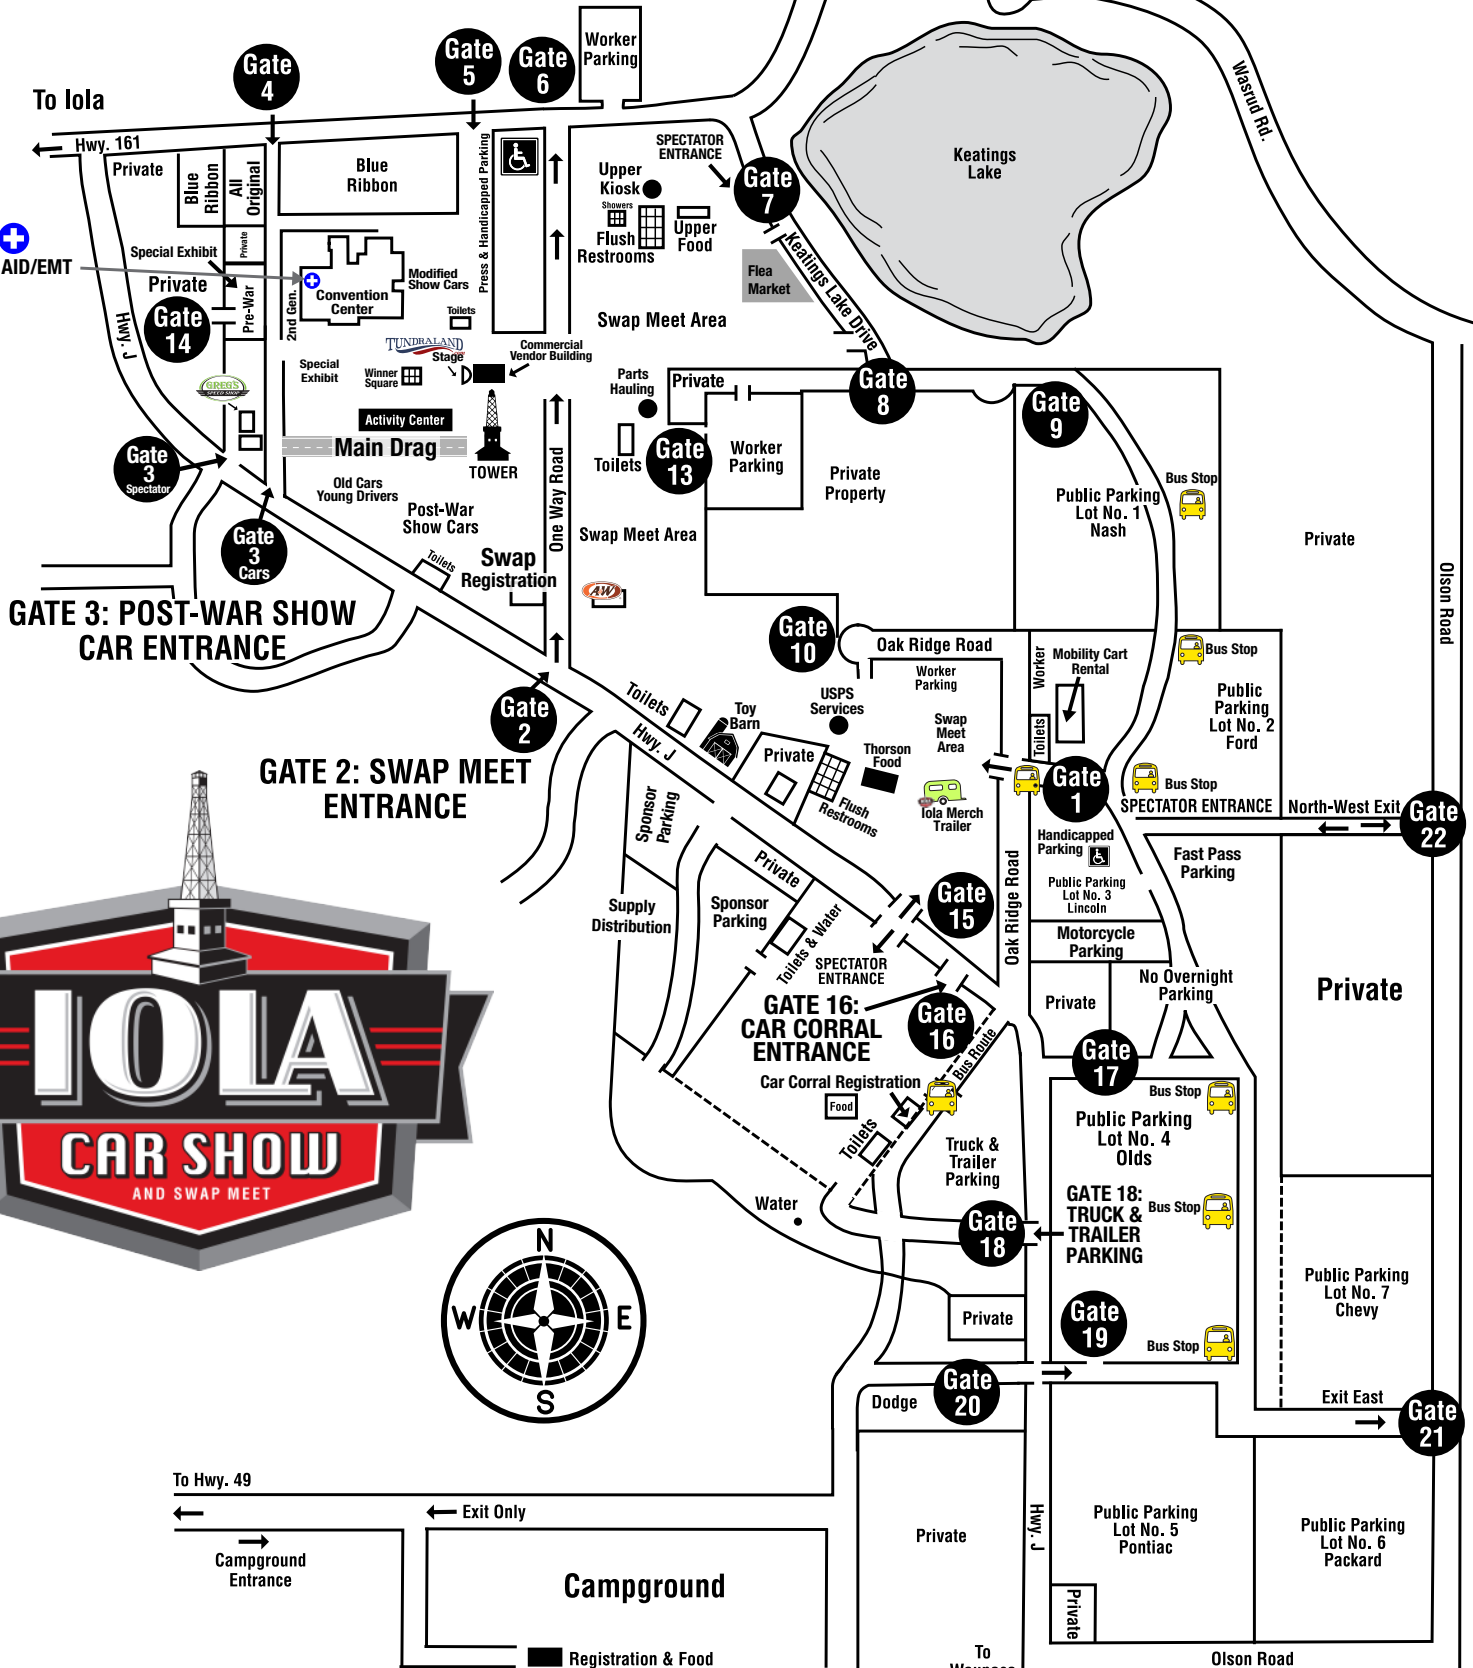 Gate
4
Gate
5
Gate
6
Worker
Parking
To Iola
Hwy. 161
Private
Blue
Ribbon
All
Original
Blue
Ribbon
Press & Handicapped Parking
SPECTATOR
ENTRANCE
Gate
7
Upper
Kiosk
Showers
Flush
Restrooms
Upper
Food
Keatings
Lake
Wasrud Rd.
AID/EMT
Special Exhibit
Private
Private
Gate
14
Pre-War
2nd Gen.
Convention
Center
Modified
Show Cars
Toilets
Flea
Market
Keatings Lake Drive
Hwy. J
Swap Meet Area
TUNDRALAND
Stage
Commercial
Vendor Building
Special
Exhibit
Winner
Square
GREG'S
SPEED SHOP
Parts
Hauling
Private
Gate
8
Gate
9
Activity Center
Main Drag
TOWER
Toilets
Gate
13
Worker
Parking
Private
Property
Gate
3
Spectator
Old Cars
Young Drivers
Post-War
Show Cars
One Way Road
Swap Meet Area
Public Parking
Lot No. 1
Nash
Bus Stop
Private
Olson Road
Gate
3
Cars
Toilets
Swap
Registration
A&W
GATE 3: POST-WAR SHOW
CAR ENTRANCE
Gate
10
Oak Ridge Road
Worker
Parking
Worker
Mobility Cart
Rental
Bus Stop
Public
Parking
Lot No. 2
Ford
Gate
2
Toilets
Toy
Barn
USPS
Services
Swap
Meet
Area
Toilets
Hwy. J
Private
Thorson
Food
Flush
Restrooms
Iola Merch
Trailer
Gate
1
Bus Stop
SPECTATOR ENTRANCE
North-West Exit
Gate
22
GATE 2: SWAP MEET
ENTRANCE
Sponsor
Parking
Private
Handicapped
Parking
Fast Pass
Parking
Oak Ridge Road
Public Parking
Lot No. 3
Lincoln
Supply
Distribution
Sponsor
Parking
Toilets & Water
Gate
15
SPECTATOR
ENTRANCE
Motorcycle
Parking
No Overnight
Parking
Private
Private
GATE 16:
CAR CORRAL
ENTRANCE
Gate
16
Bus Route
Gate
17
IOLA
CAR SHOW
AND SWAP MEET
Car Corral Registration
Food
Toilets
Bus Stop
Public Parking
Lot No. 4
Olds
Truck &
Trailer
Parking
Water
Gate
18
GATE 18:
TRUCK &
TRAILER
PARKING
Bus Stop
N
W
E
S
Private
Gate
19
Bus Stop
Public Parking
Lot No. 7
Chevy
Dodge
Gate
20
Exit East
Gate
21
To Hwy. 49
Exit Only
Campground
Entrance
Campground
Private
Hwy. J
Public Parking
Lot No. 5
Pontiac
Public Parking
Lot No. 6
Packard
Private
Registration & Food
To
Olson Road